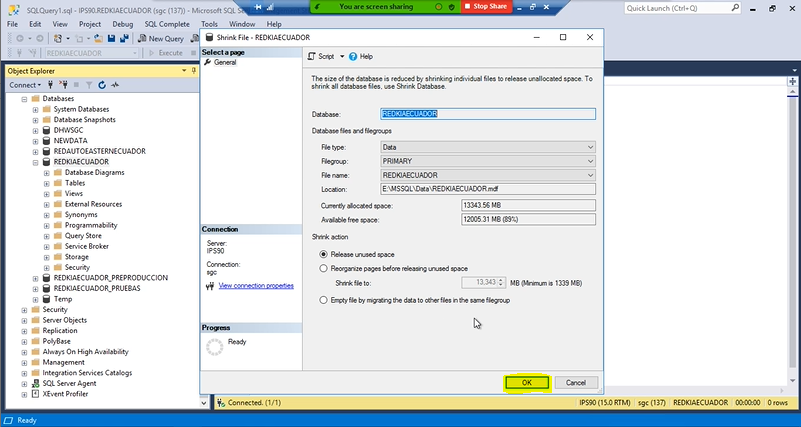 SQLQuery1.sql - IPS90.REDKIAECUADOR (sgc (137)) - Microsoft SQL Se
You are screen sharing
Stop Share
Quick Launch (Ctrl+Q)
File Edit View Project Debug SQL Complete Tools Window Help
New Query
REDKIAECUADOR
Execute
Object Explorer
Connect
Databases
System Databases
Database Snapshots
DHWSGC
NEWDATA
REDAUTOEASTERNECUADOR
REDKIAECUADOR
Database Diagrams
Tables
Views
External Resources
Synonyms
Programmability
Query Store
Service Broker
Storage
Security
REDKIAECUADOR_PREPRODUCCION
REDKIAECUADOR_PRUEBAS
Temp
Security
Server Objects
Replication
PolyBase
Always On High Availability
Management
Integration Services Catalogs
SQL Server Agent
XEvent Profiler
Shrink File - REDKIAECUADOR
Select a page
General
Connection
Server:
IPS90
Connection:
sgc
View connection properties
Progress
Ready
Script
Help
The size of the database is reduced by shrinking individual files to release unallocated space. To
shrink all database files, use Shrink Database.
Database: REDKIAECUADOR
Database files and filegroups
File type: Data
Filegroup: PRIMARY
File name: REDKIAECUADOR
Location: E:\MSSQL\Data\REDKIAECUADOR.mdf
Currently allocated space: 13343.56 MB
Available free space: 12005.31 MB (89%)
Shrink action
Release unused space
Reorganize pages before releasing unused space
Shrink file to: 13,343 MB (Minimum is 1339 MB)
Empty file by migrating the data to other files in the same filegroup
OK Cancel
Connected. (1/1) IPS90 (15.0 RTM) sgc (137) REDKIAECUADOR 00:00:00 0 rows
Ready